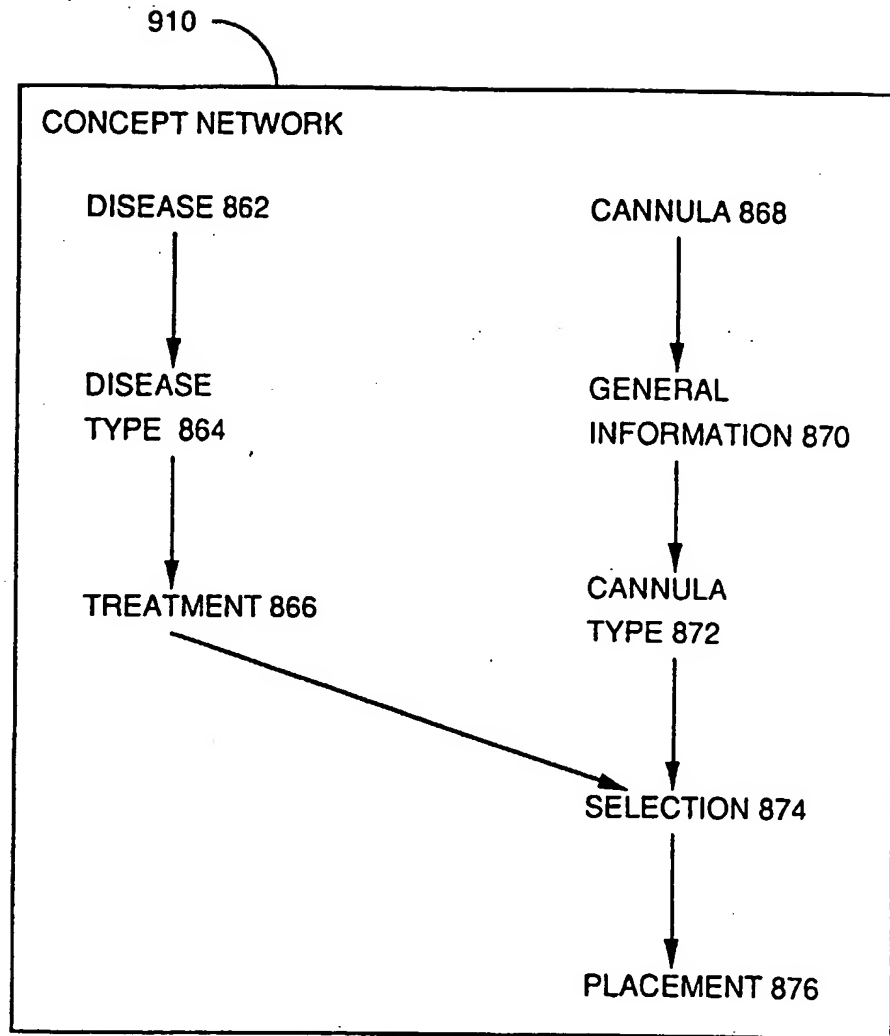 910
CONCEPT NETWORK
DISEASE 862
CANNULA 868
DISEASE
TYPE 864
GENERAL
INFORMATION 870
TREATMENT 866
CANNULA
TYPE 872
SELECTION 874
PLACEMENT 876